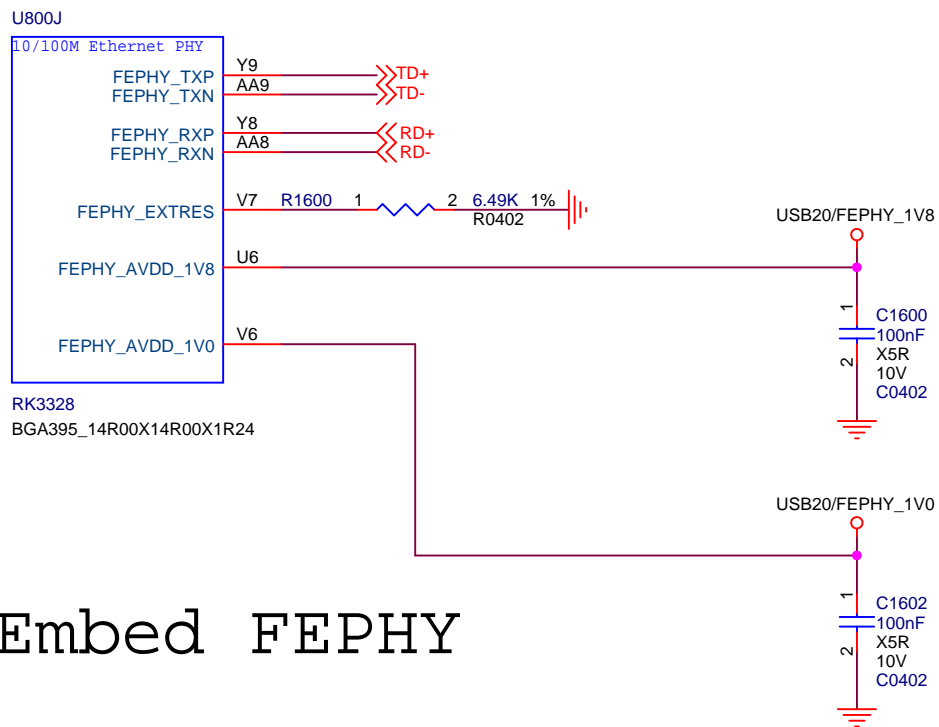 U800J
10/100M Ethernet PHY
FEPHY_TXP Y9 TD+
FEPHY_TXN AA9 TD-
FEPHY_RXP Y8 RD+
FEPHY_RXN AA8 RD-
FEPHY_EXTRES V7 R1600 1 2 6.49K 1%
R0402
USB20/FEPHY_1V8
FEPHY_AVDD_1V8 U6
1 C1600
100nF
2 X5R
10V
C0402
FEPHY_AVDD_1V0 V6
RK3328
BGA395_14R00X14R00X1R24
USB20/FEPHY_1V0
1 C1602
100nF
2 X5R
10V
C0402
Embed FEPHY